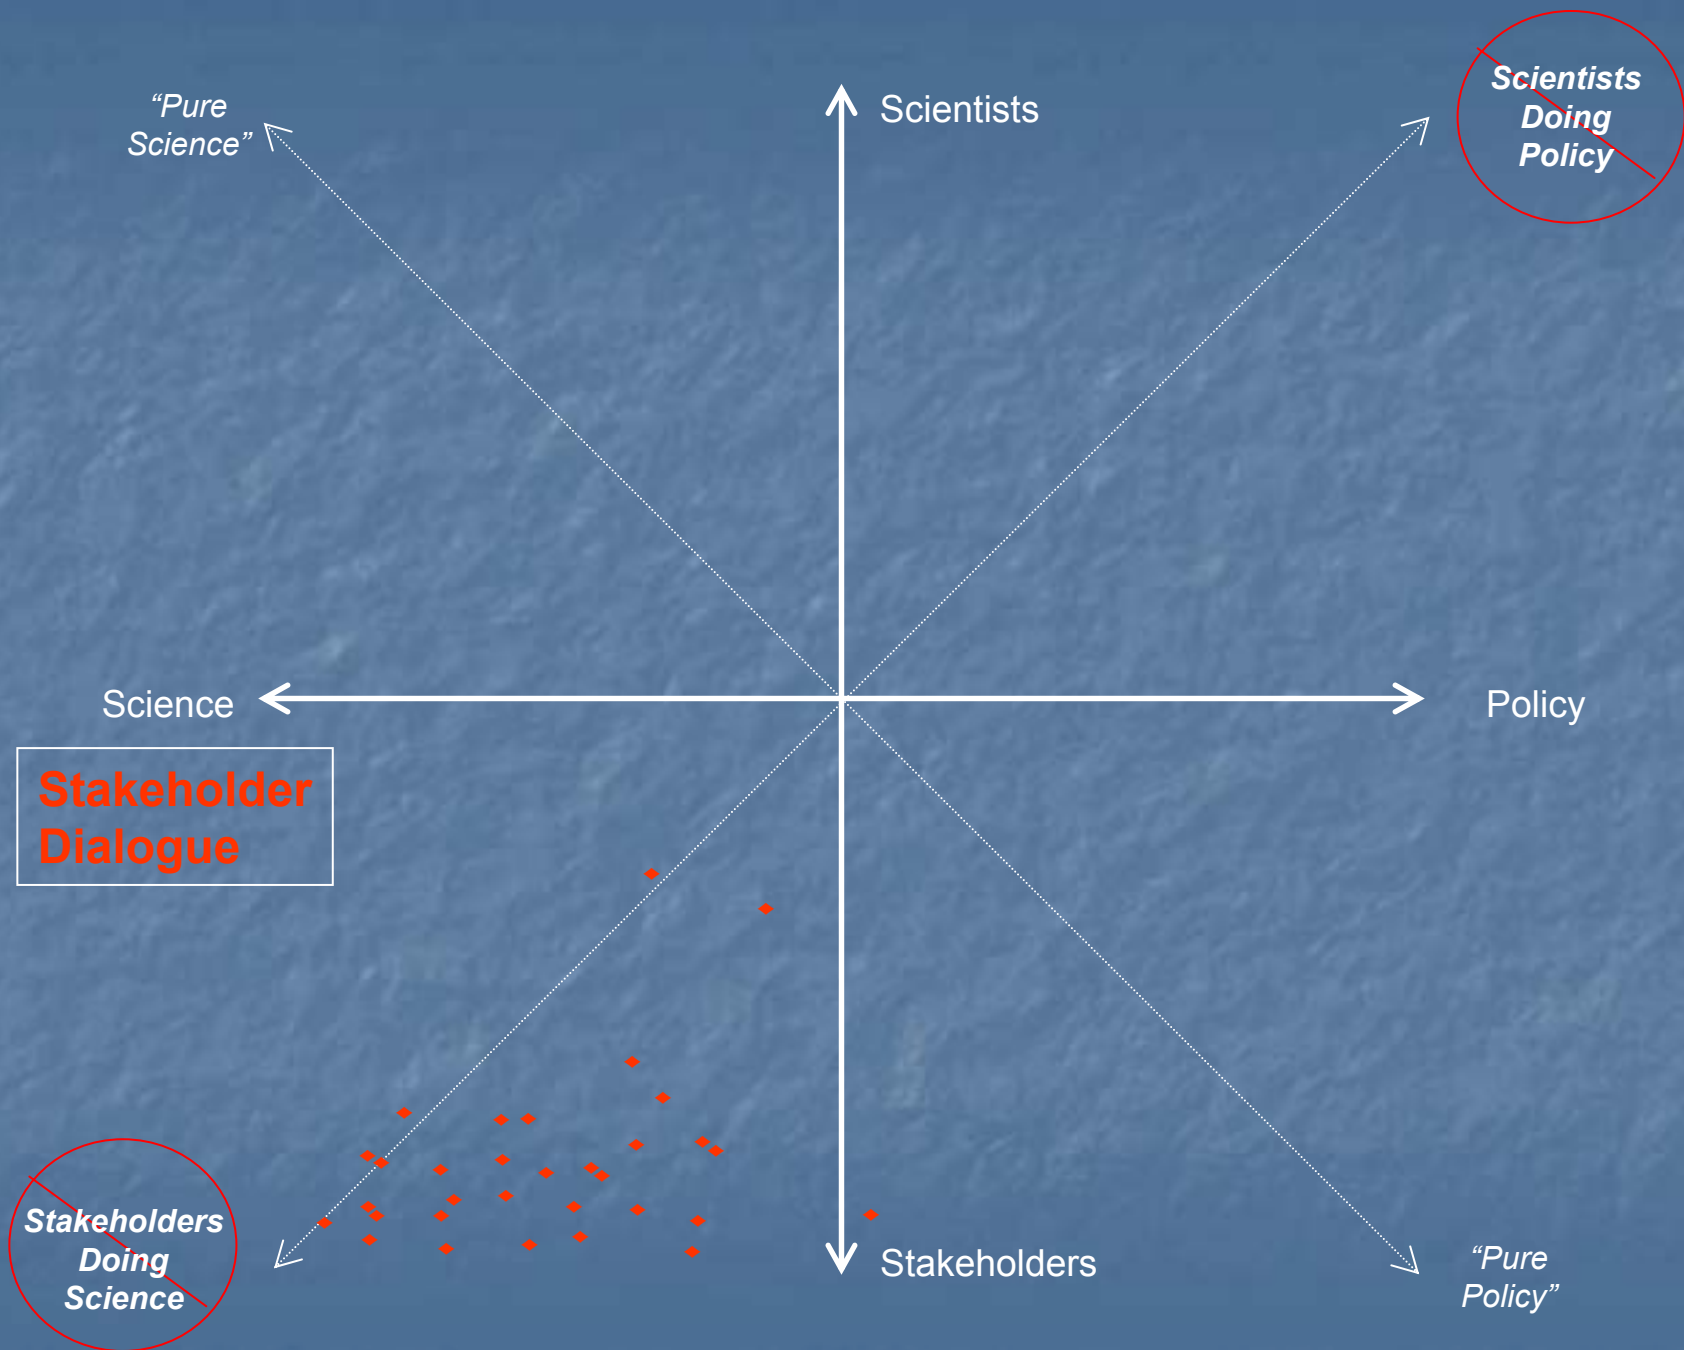 “Pure
Science”
Scientists
Scientists
Doing
Policy
Science
Policy
Stakeholder
Dialogue
Stakeholders
Doing
Science
Stakeholders
“Pure
Policy”